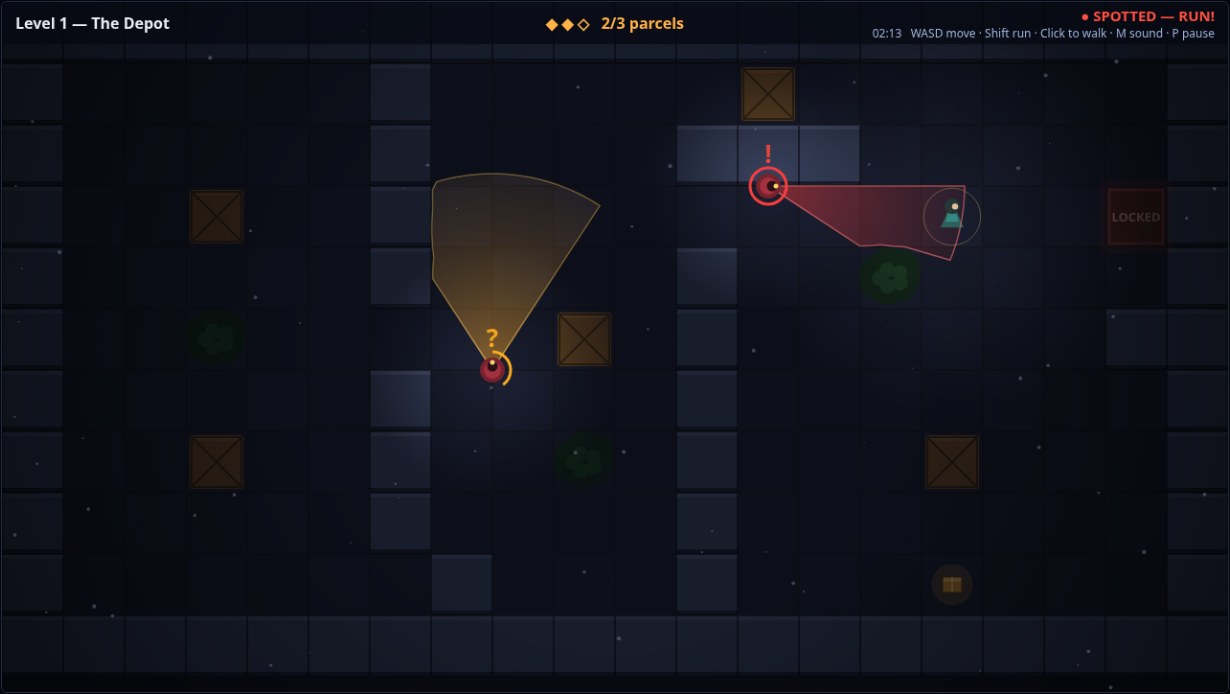 Level 1 — The Depot
◆◆◇ 2/3 parcels
● SPOTTED — RUN!
02:13 WASD move · Shift run · Click to walk · M sound · P pause
!
LOCKED
?